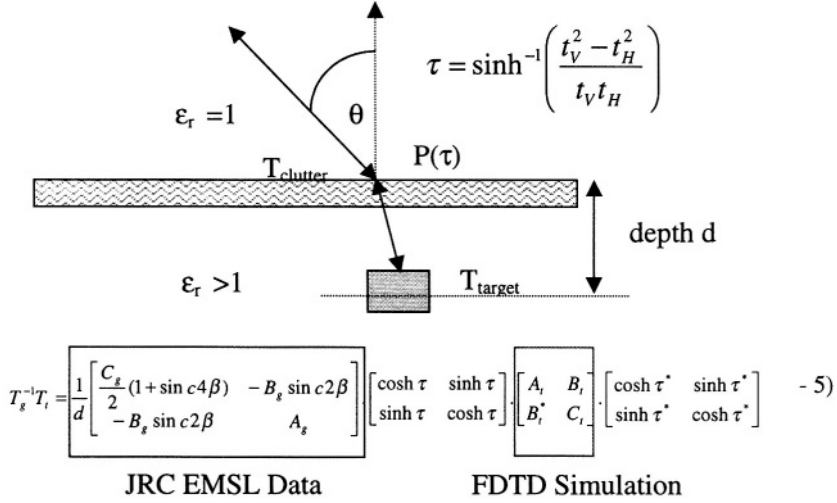 τ = sinh⁻¹((t_V² − t_H²) / (t_V t_H))
ε_r = 1
θ
P(τ)
T_clutter
depth d
ε_r > 1
T_target
T_g⁻¹T_t = (1/d) [ (C_g/2)(1 + sin c4β)   −B_g sin c2β ; −B_g sin c2β   A_g ] · [ cosh τ   sinh τ ; sinh τ   cosh τ ] · [ A_t   B_t ; B_t*   C_t ] · [ cosh τ*   sinh τ* ; sinh τ*   cosh τ* ]   - 5)
JRC EMSL Data   FDTD Simulation